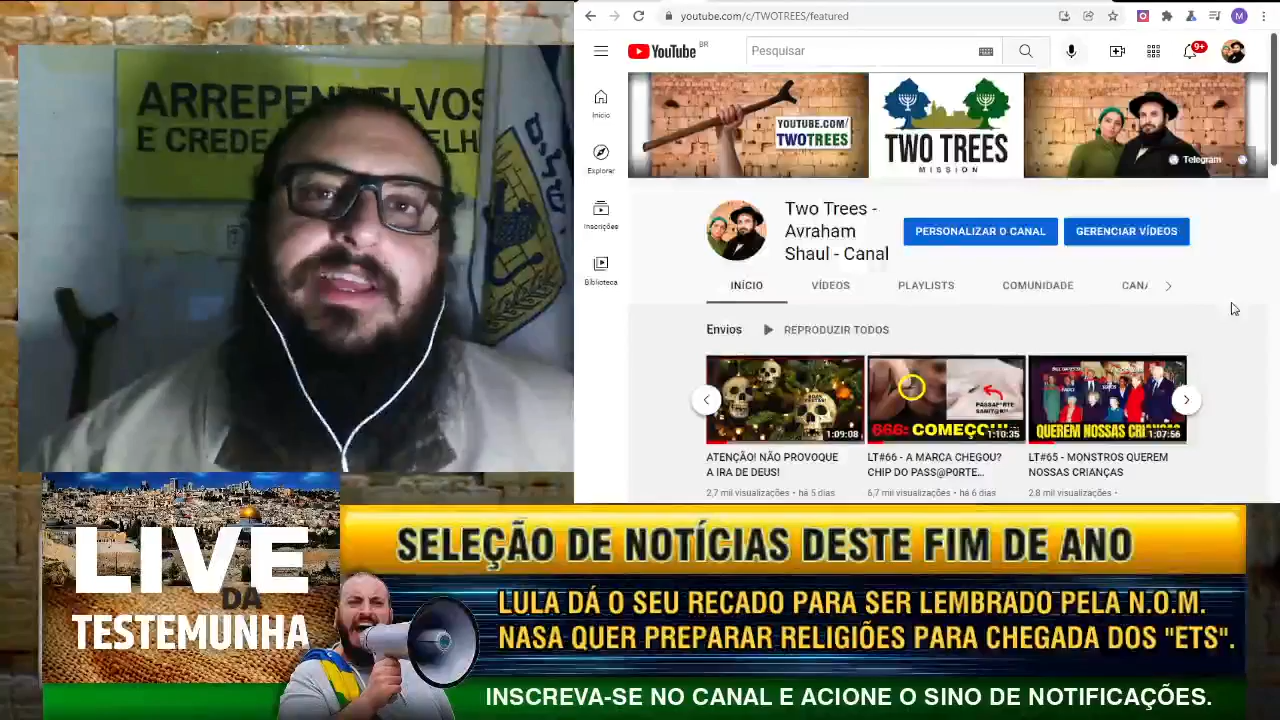 ARREPENDEI-VOS
E CREDE
youtube.com/c/TWOTREES/featured
M
YouTube BR
Pesquisar
9+
Início
Explorar
Inscrições
Biblioteca
YOUTUBE.COM/
TWOTREES
TWO TREES
MISSION
Telegram
Two Trees -
Avraham
Shaul - Canal
PERSONALIZAR O CANAL
GERENCIAR VÍDEOS
INÍCIO
VÍDEOS
PLAYLISTS
COMUNIDADE
CANA
Envios
REPRODUZIR TODOS
1:09:08
PASSAP*RTE
666: COMEÇO!!!
1:10:35
QUEREM NOSSAS CRIANÇAS
1:07:56
ATENÇÃO! NÃO PROVOQUE
A IRA DE DEUS!
2,7 mil visualizações • há 5 dias
LT#66 - A MARCA CHEGOU?
CHIP DO PASS@P0RTE...
6,7 mil visualizações • há 6 dias
LT#65 - MONSTROS QUEREM
NOSSAS CRIANÇAS
2,8 mil visualizações •
LIVE
DA
TESTEMUNHA
SELEÇÃO DE NOTÍCIAS DESTE FIM DE ANO
LULA DÁ O SEU RECADO PARA SER LEMBRADO PELA N.O.M.
NASA QUER PREPARAR RELIGIÕES PARA CHEGADA DOS "ETS".
INSCREVA-SE NO CANAL E ACIONE O SINO DE NOTIFICAÇÕES.